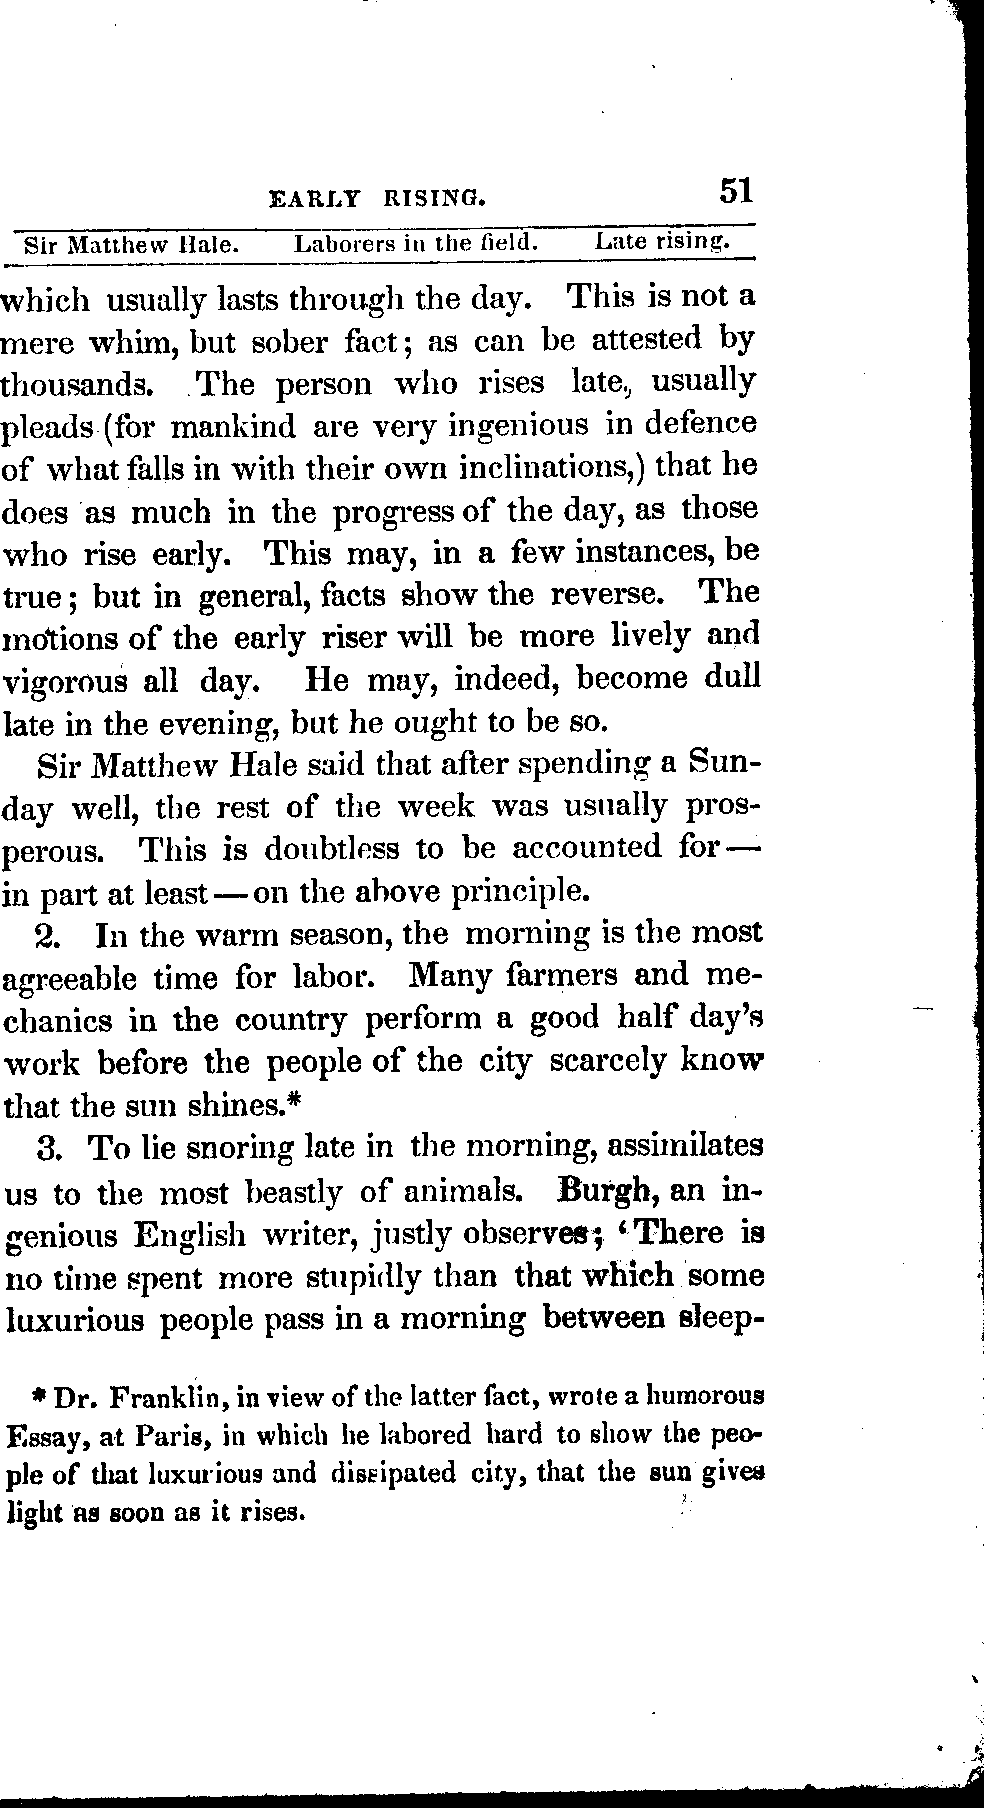 EARLY RISING. 51
Sir Matthew Hale. Laborers in the field. Late rising.
which usually lasts through the day. This is not a
mere whim, but sober fact; as can be attested by
thousands. The person who rises late, usually
pleads (for mankind are very ingenious in defence
of what falls in with their own inclinations,) that he
does as much in the progress of the day, as those
who rise early. This may, in a few instances, be
true; but in general, facts show the reverse. The
motions of the early riser will be more lively and
vigorous all day. He may, indeed, become dull
late in the evening, but he ought to be so.
Sir Matthew Hale said that after spending a Sun-
day well, the rest of the week was usually pros-
perous. This is doubtless to be accounted for—
in part at least—on the above principle.
2. In the warm season, the morning is the most
agreeable time for labor. Many farmers and me-
chanics in the country perform a good half day's
work before the people of the city scarcely know
that the sun shines.*
3. To lie snoring late in the morning, assimilates
us to the most beastly of animals. Burgh, an in-
genious English writer, justly observes; 'There is
no time spent more stupidly than that which some
luxurious people pass in a morning between sleep-
* Dr. Franklin, in view of the latter fact, wrote a humorous
Essay, at Paris, in which he labored hard to show the peo-
ple of that luxurious and dissipated city, that the sun gives
light as soon as it rises.